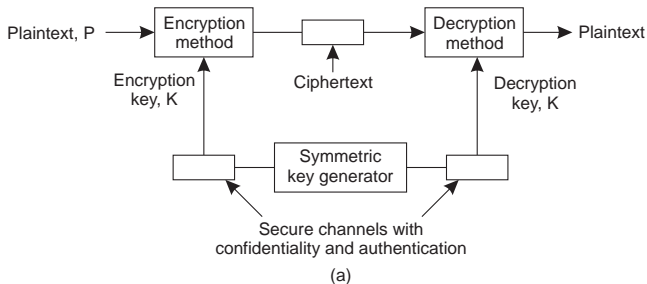 Plaintext, P
Encryption
method
Ciphertext
Decryption
method
Plaintext
Encryption
key, K
Decryption
key, K
Symmetric
key generator
Secure channels with
confidentiality and authentication
(a)